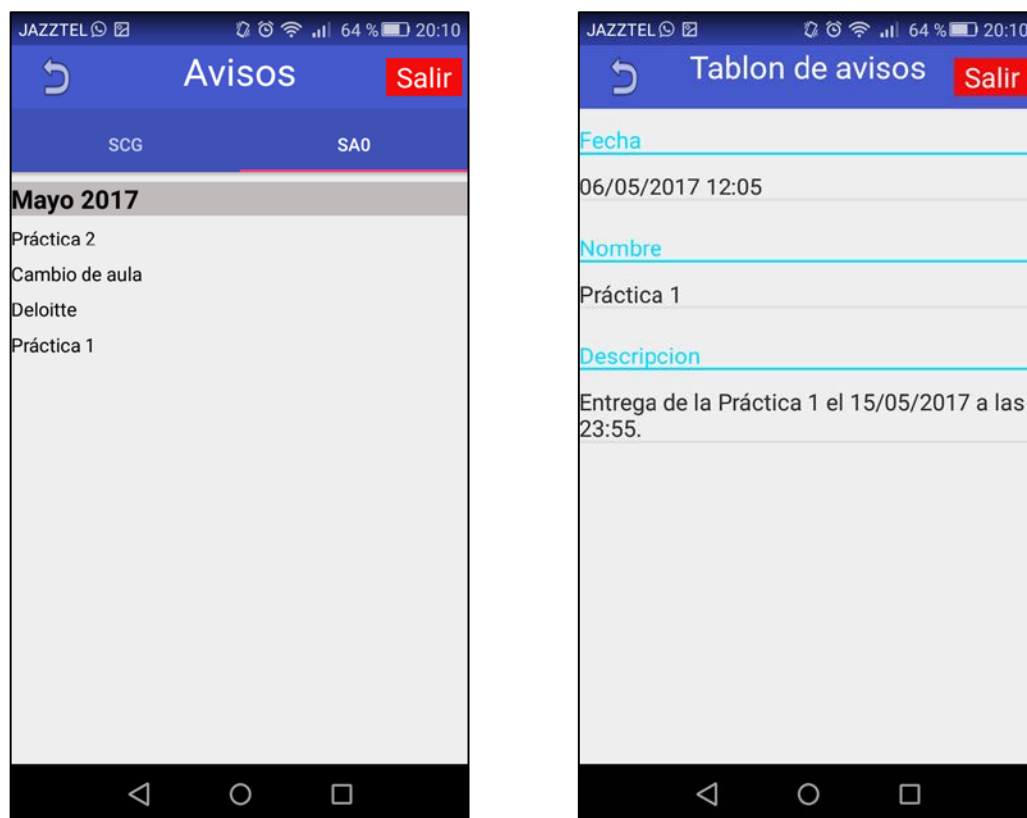 JAZZTEL 64 % 20:10
Avisos Salir
SCG SA0
Mayo 2017
Práctica 2
Cambio de aula
Deloitte
Práctica 1
JAZZTEL 64 % 20:10
Tablon de avisos Salir
Fecha
06/05/2017 12:05
Nombre
Práctica 1
Descripcion
Entrega de la Práctica 1 el 15/05/2017 a las
23:55.